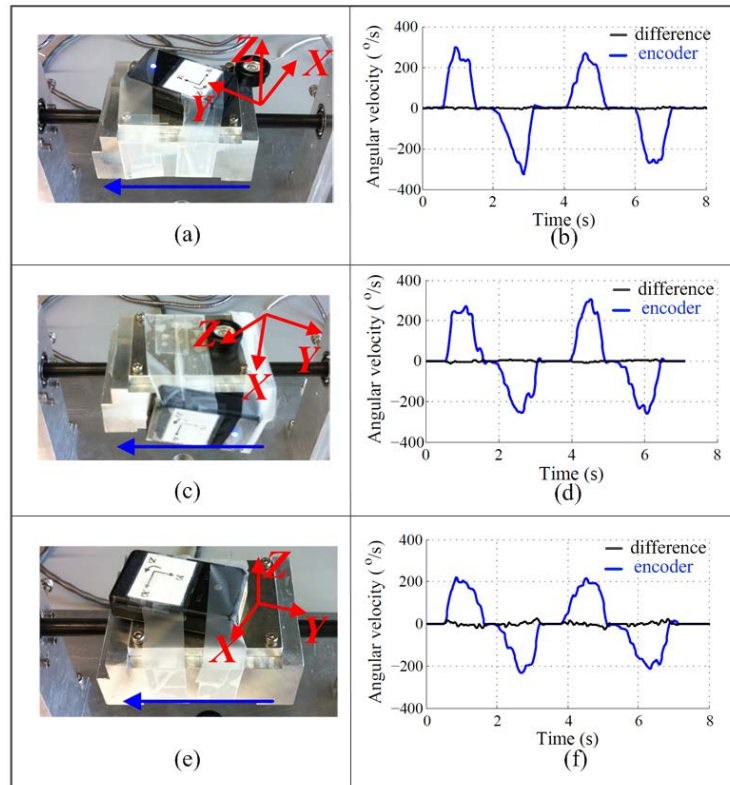 Z
X
Y
(a)
Angular velocity (°/s)
400
200
0
−200
−400
0 2 4 6 8
Time (s)
difference
encoder
(b)
Z
Y
X
(c)
Angular velocity (°/s)
400
200
0
−200
−400
0 2 4 6 8
Time (s)
difference
encoder
(d)
Z
Y
X
(e)
Angular velocity (°/s)
400
200
0
−200
−400
0 2 4 6 8
Time (s)
difference
encoder
(f)